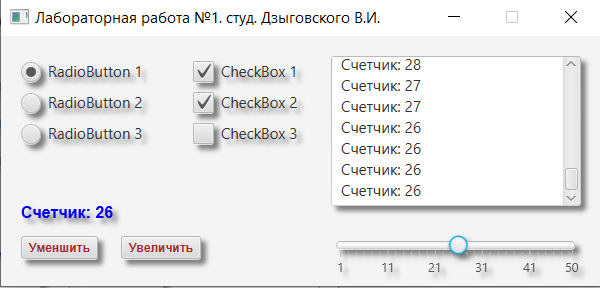 Лабораторная работа №1. студ. Дзыговского В.И.
RadioButton 1
RadioButton 2
RadioButton 3
CheckBox 1
CheckBox 2
CheckBox 3
Счетчик: 28
Счетчик: 27
Счетчик: 27
Счетчик: 26
Счетчик: 26
Счетчик: 26
Счетчик: 26
Счетчик: 26
Уменшить
Увеличить
1 11 21 31 41 50